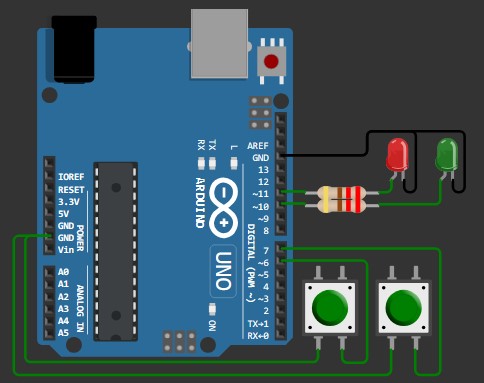 RX
TX
L
ARDUINO
UNO
ON
IOREF
RESET
3.3V
5V
GND
GND
Vin
POWER
A0
A1
A2
A3
A4
A5
ANALOG IN
AREF
GND
13
12
~11
~10
~9
8
7
~6
~5
4
~3
2
TX→1
RX←0
DIGITAL (PWM ~)